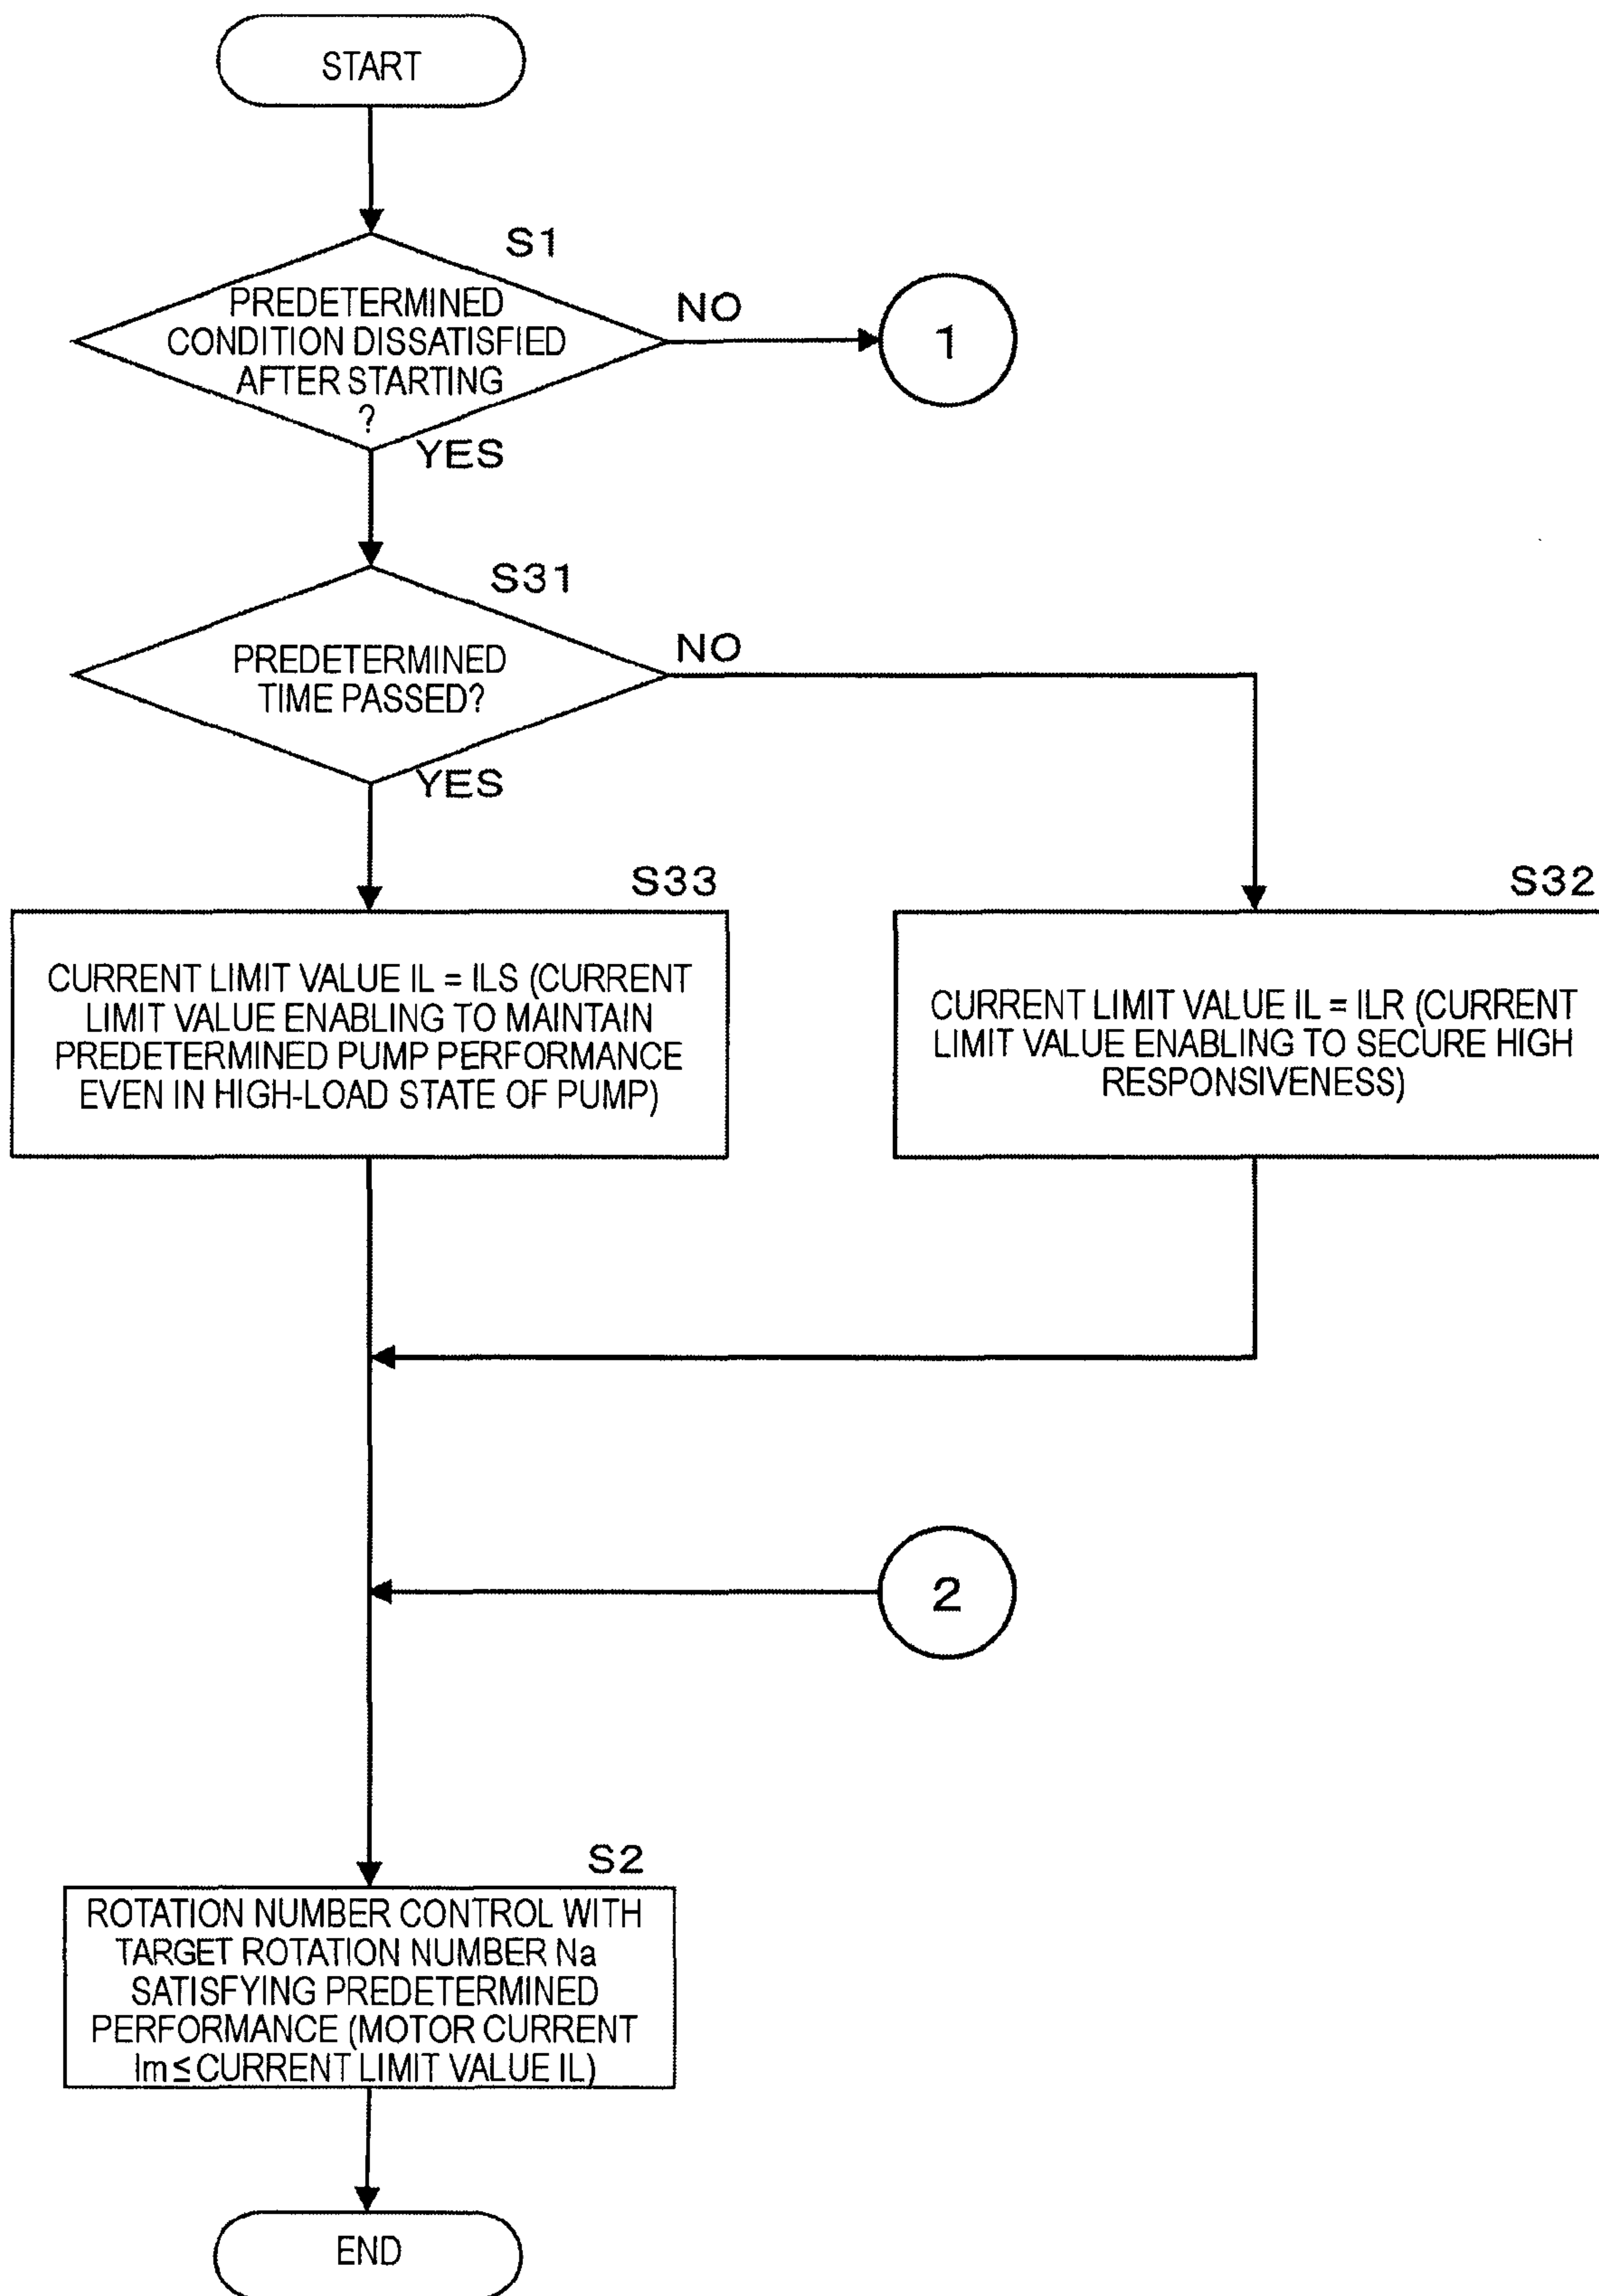 START
S1
PREDETERMINED
CONDITION DISSATISFIED
AFTER STARTING
?
NO
1
YES
S31
PREDETERMINED
TIME PASSED?
NO
YES
S33
CURRENT LIMIT VALUE IL = ILS (CURRENT
LIMIT VALUE ENABLING TO MAINTAIN
PREDETERMINED PUMP PERFORMANCE
EVEN IN HIGH-LOAD STATE OF PUMP)
S32
CURRENT LIMIT VALUE IL = ILR (CURRENT
LIMIT VALUE ENABLING TO SECURE HIGH
RESPONSIVENESS)
2
S2
ROTATION NUMBER CONTROL WITH
TARGET ROTATION NUMBER Na
SATISFYING PREDETERMINED
PERFORMANCE (MOTOR CURRENT
Im≤CURRENT LIMIT VALUE IL)
END